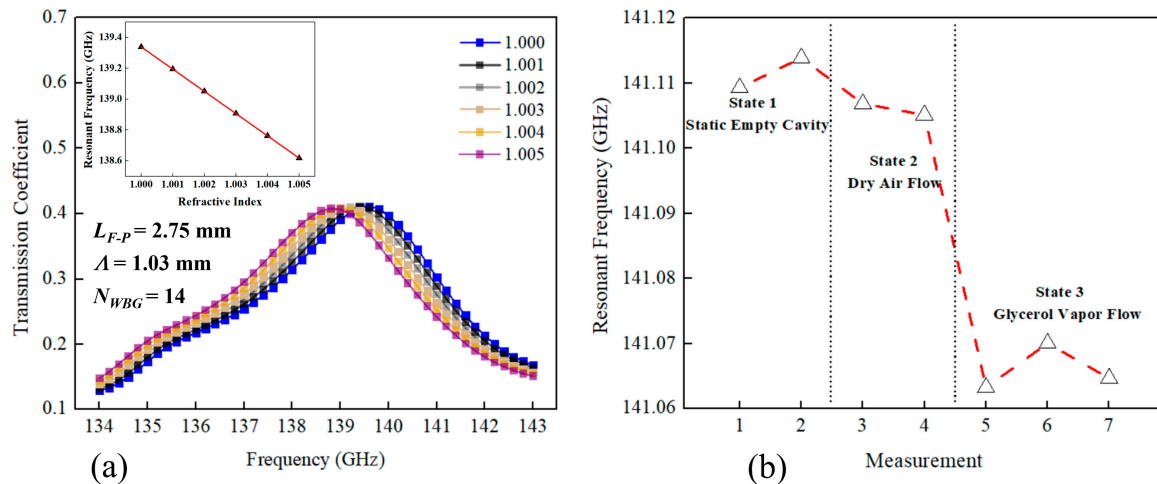 0.7
0.6
0.5
0.4
0.3
0.2
0.1
Transmission Coefficient
134 135 136 137 138 139 140 141 142 143
Frequency (GHz)
139.4
139.2
139.0
138.8
138.6
Resonant Frequency (GHz)
1.000 1.001 1.002 1.003 1.004 1.005
Refractive Index
1.000
1.001
1.002
1.003
1.004
1.005
L_F-P = 2.75 mm
Λ = 1.03 mm
N_WBG = 14
(a)
141.12
141.11
141.10
141.09
141.08
141.07
141.06
Resonant Frequency (GHz)
State 1
Static Empty Cavity
State 2
Dry Air Flow
State 3
Glycerol Vapor Flow
1 2 3 4 5 6 7
Measurement
(b)